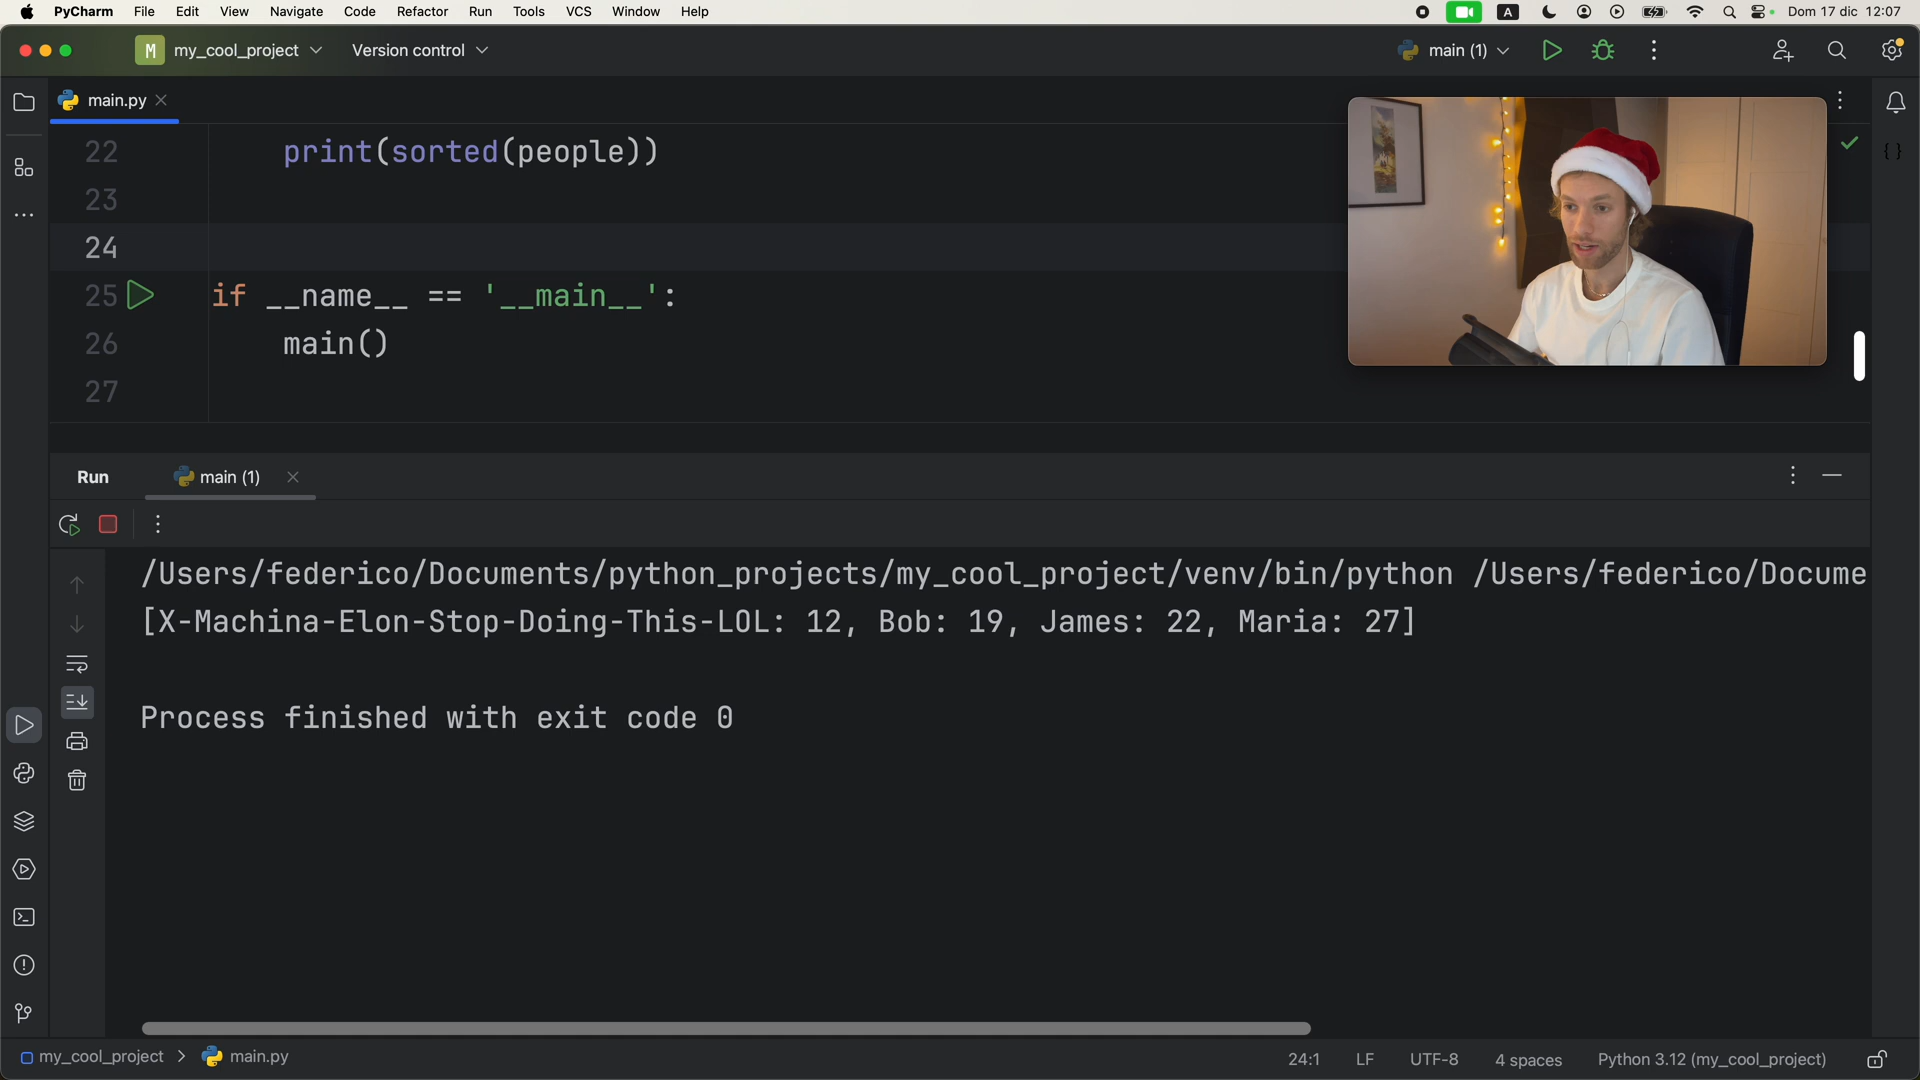 PyCharm File Edit View Navigate Code Refactor Run Tools VCS Window Help A Dom 17 dic 12:07
M my_cool_project Version control main (1)
main.py
22 print(sorted(people))
23
24
25 if __name__ == '__main__':
26 main()
27
Run main (1)
/Users/federico/Documents/python_projects/my_cool_project/venv/bin/python /Users/federico/Docume
[X-Machina-Elon-Stop-Doing-This-LOL: 12, Bob: 19, James: 22, Maria: 27]
Process finished with exit code 0
my_cool_project > main.py 24:1 LF UTF-8 4 spaces Python 3.12 (my_cool_project)